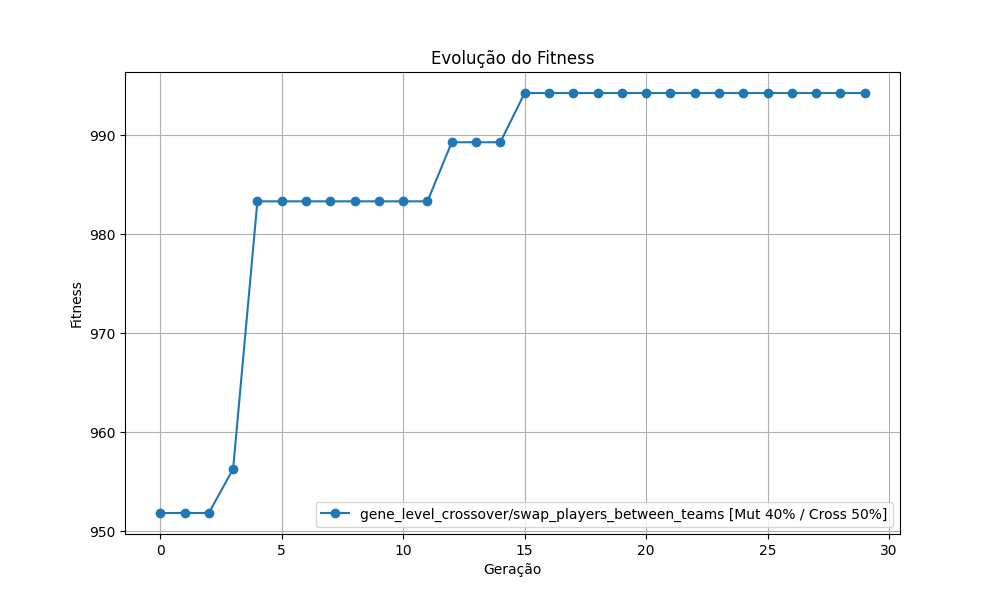 Evolução do Fitness
Fitness
990
980
970
960
950
gene_level_crossover/swap_players_between_teams [Mut 40% / Cross 50%]
0 5 10 15 20 25 30
Geração